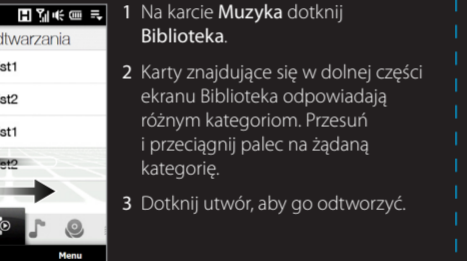 1 Na karcie Muzyka dotknij
Biblioteka.
2 Karty znajdujące się w dolnej części
ekranu Biblioteka odpowiadają
różnym kategoriom. Przesuń
i przeciągnij palec na żądaną
kategorię.
3 Dotknij utwór, aby go odtworzyć.
dtwarzania
st1
st2
st1
st2
Menu